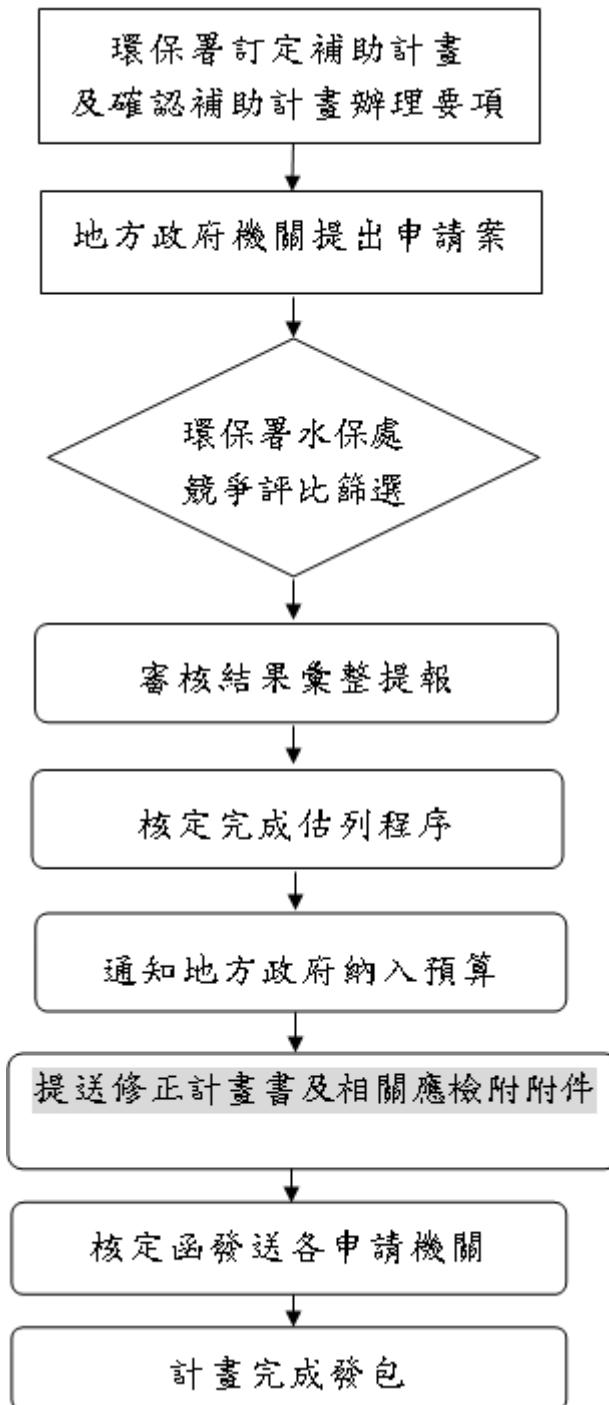 環保署訂定補助計畫
及確認補助計畫辦理要項
地方政府機關提出申請案
環保署水保處
競爭評比篩選
審核結果彙整提報
核定完成估列程序
通知地方政府納入預算
提送修正計畫書及相關應檢附附件
核定函發送各申請機關
計畫完成發包